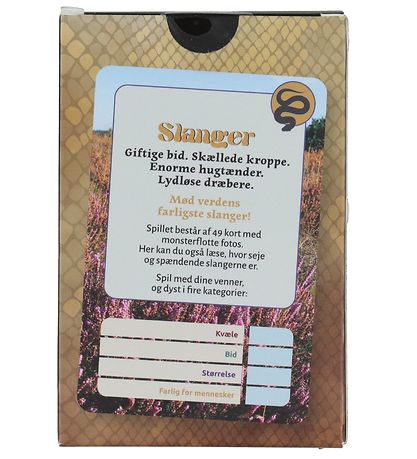 Slanger
Giftige bid. Skællede kroppe.
Enorme hugtænder.
Lydløse dræbere.
Mød verdens
farligste slanger!
Spillet består af 49 kort med
monsterflotte fotos.
Her kan du også læse, hvor seje
og spændende slangerne er.
Spil med dine venner,
og dyst i fire kategorier:
Kvæle
Bid
Størrelse
Farlig for mennesker